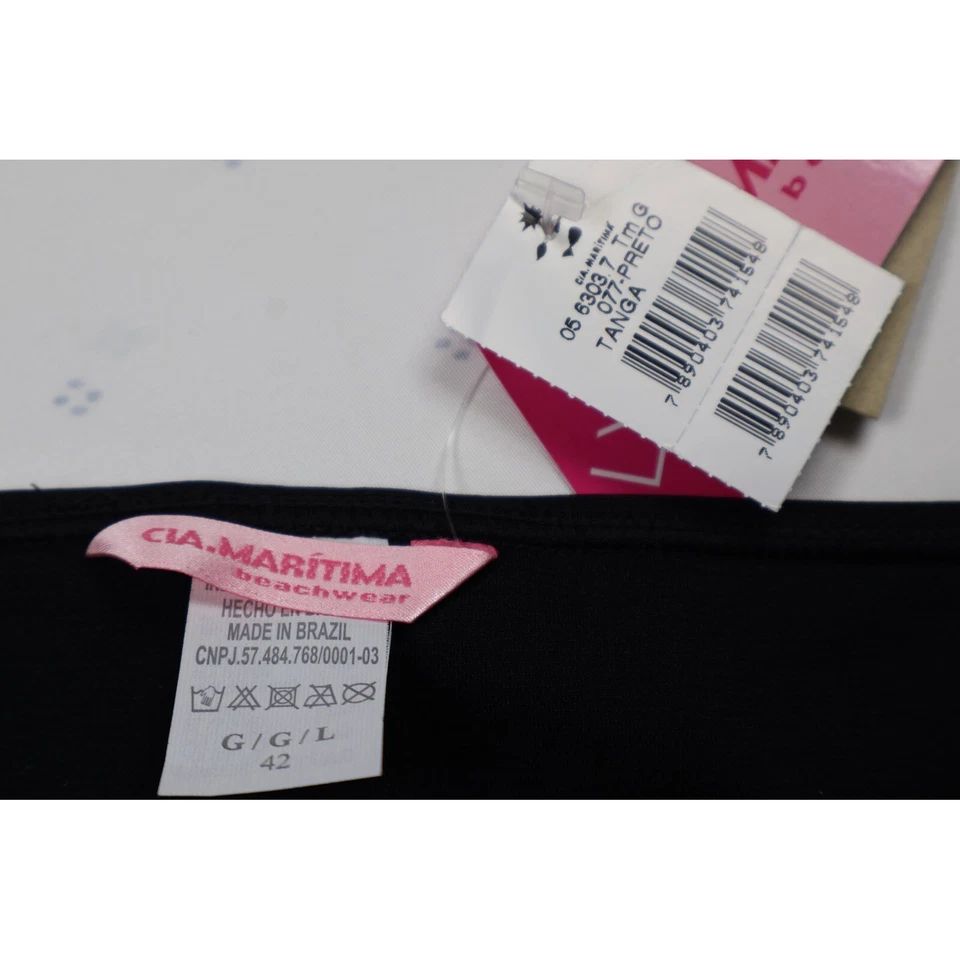 CIA.MARÍTIMA
05 6303.7 Tm G
077-PRETO
TANGA
7 890403 741548
7 890403 741548
CIA.MARÍTIMA
beachwear
HECHO EN
MADE IN BRAZIL
CNPJ.57.484.768/0001-03
G / G / L
42